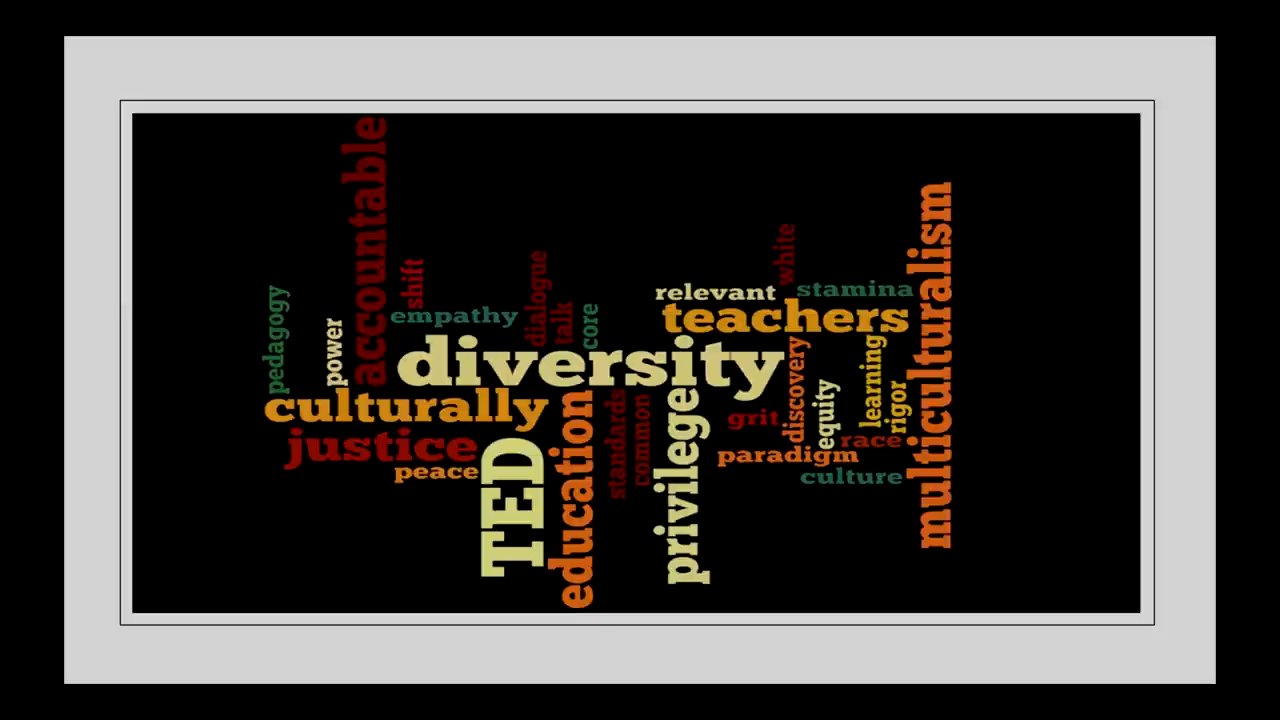 accountable
multiculturalism
white
dialogue
shift
pedagogy
relevant
stamina
talk
core
empathy
power
teachers
diversity
discovery
learning
equity
rigor
culturally
education
standards
common
privilege
grit
justice
race
TED
paradigm
peace
culture